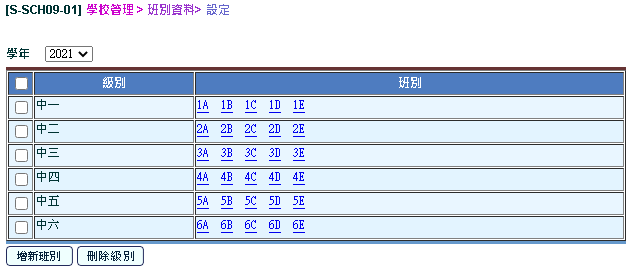 [S-SCH09-01] 學校管理 > 班別資料 > 設定
學年 2021
級別 班別
中一 1A 1B 1C 1D 1E
中二 2A 2B 2C 2D 2E
中三 3A 3B 3C 3D 3E
中四 4A 4B 4C 4D 4E
中五 5A 5B 5C 5D 5E
中六 6A 6B 6C 6D 6E
增新班別 刪除級別